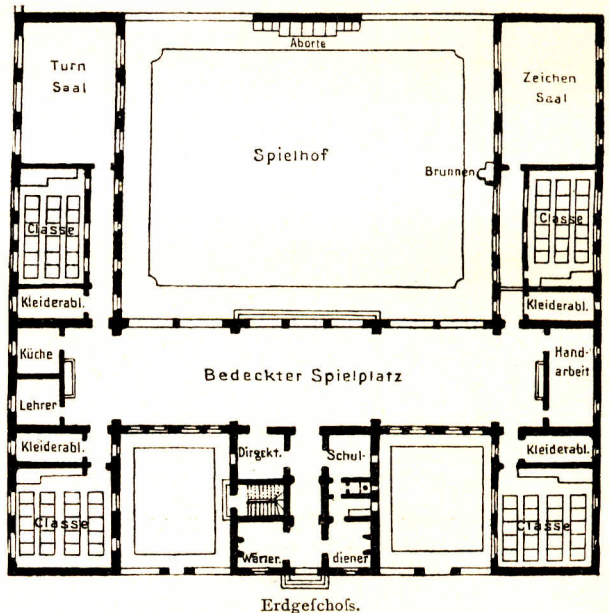 Aborte
Turn
Saal
Zeichen
Saal
Spielhof
Brunnen
Classe
Classe
Kleiderabl.
Kleiderabl.
Küche
Hand-
arbeit
Bedeckter Spielplatz
Lehrer
Kleiderabl.
Direkt.
Schul-
Kleiderabl.
Classe
Classe
Wärter.
diener
Erdgeſchoſs.